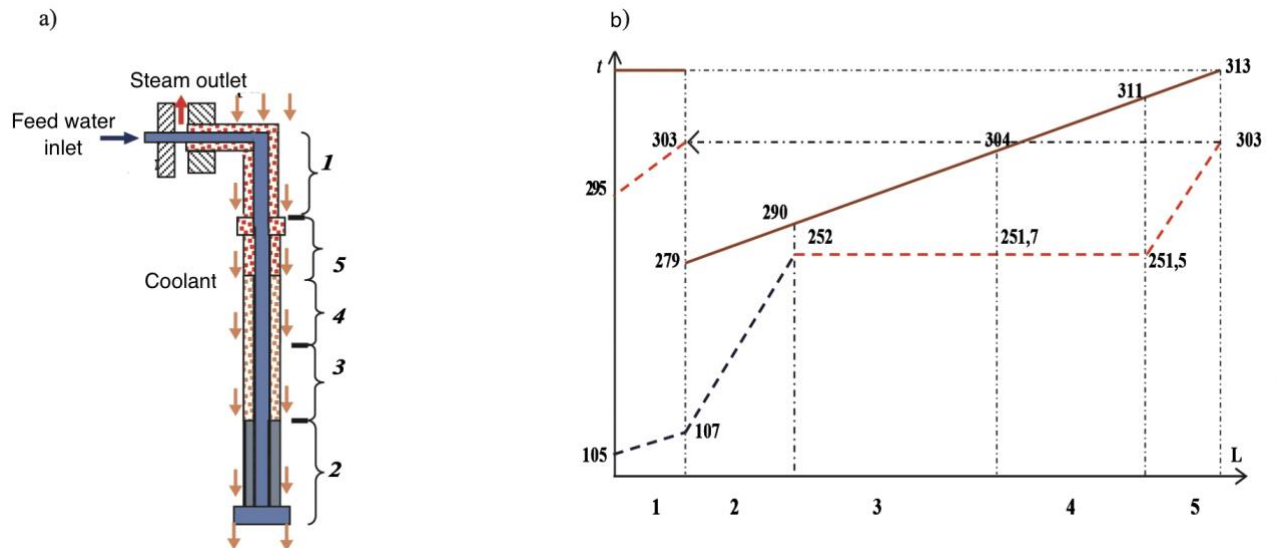 a)
Steam outlet
Feed water
inlet
1
5
Coolant
4
3
2
b)
t
313
311
303
304
303
295
290
279
252
251,7
251,5
107
105
L
1
2
3
4
5